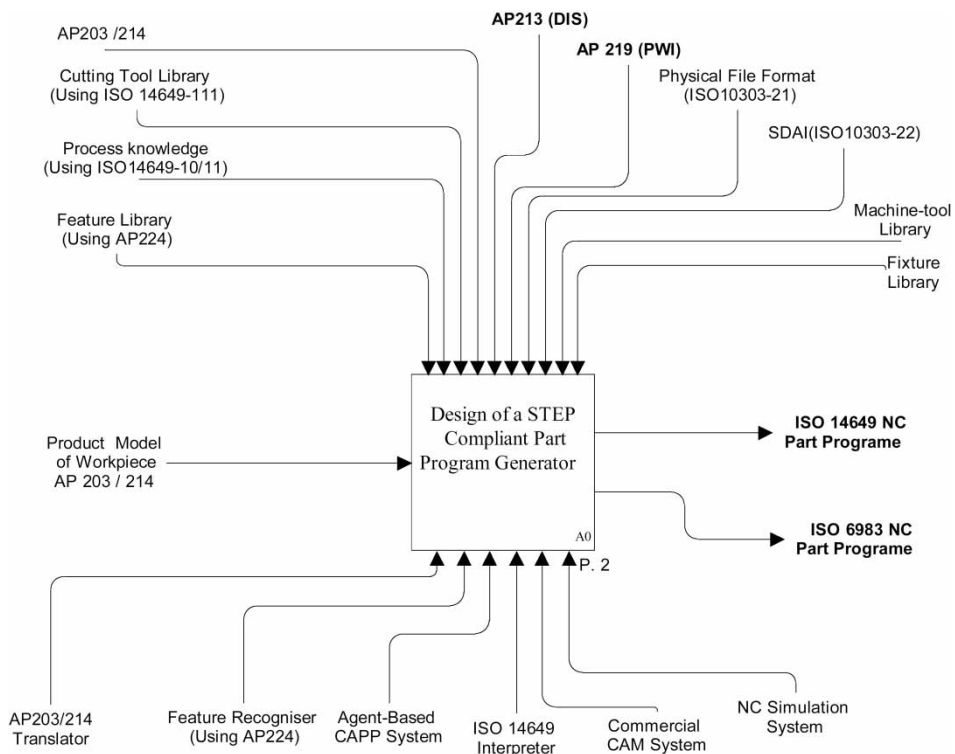 AP203 /214
Cutting Tool Library
(Using ISO 14649-111)
Process knowledge
(Using ISO14649-10/11)
Feature Library
(Using AP224)
AP213 (DIS)
AP 219 (PWI)
Physical File Format
(ISO10303-21)
SDAI(ISO10303-22)
Machine-tool
Library
Fixture
Library
Product Model
of Workpiece
AP 203 / 214
Design of a STEP
Compliant Part
Program Generator
A0
P. 2
ISO 14649 NC
Part Programe
ISO 6983 NC
Part Programe
AP203/214
Translator
Feature Recogniser
(Using AP224)
Agent-Based
CAPP System
ISO 14649
Interpreter
Commercial
CAM System
NC Simulation
System